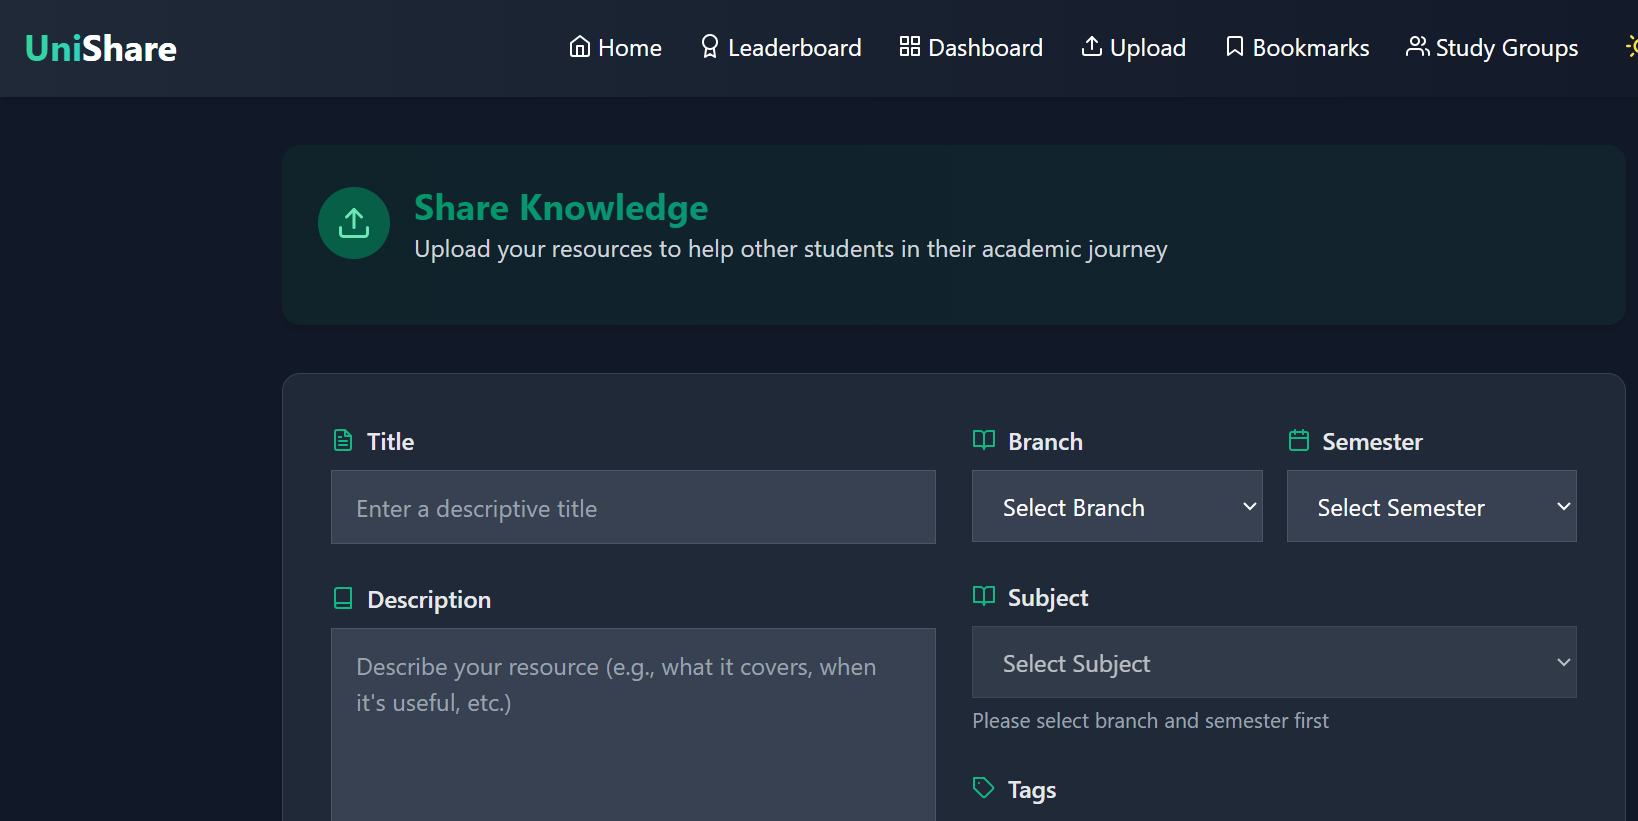 UniShare
Home Leaderboard Dashboard Upload Bookmarks Study Groups
Share Knowledge
Upload your resources to help other students in their academic journey
Title
Enter a descriptive title
Description
Describe your resource (e.g., what it covers, when
it's useful, etc.)
Branch
Select Branch
Semester
Select Semester
Subject
Select Subject
Please select branch and semester first
Tags